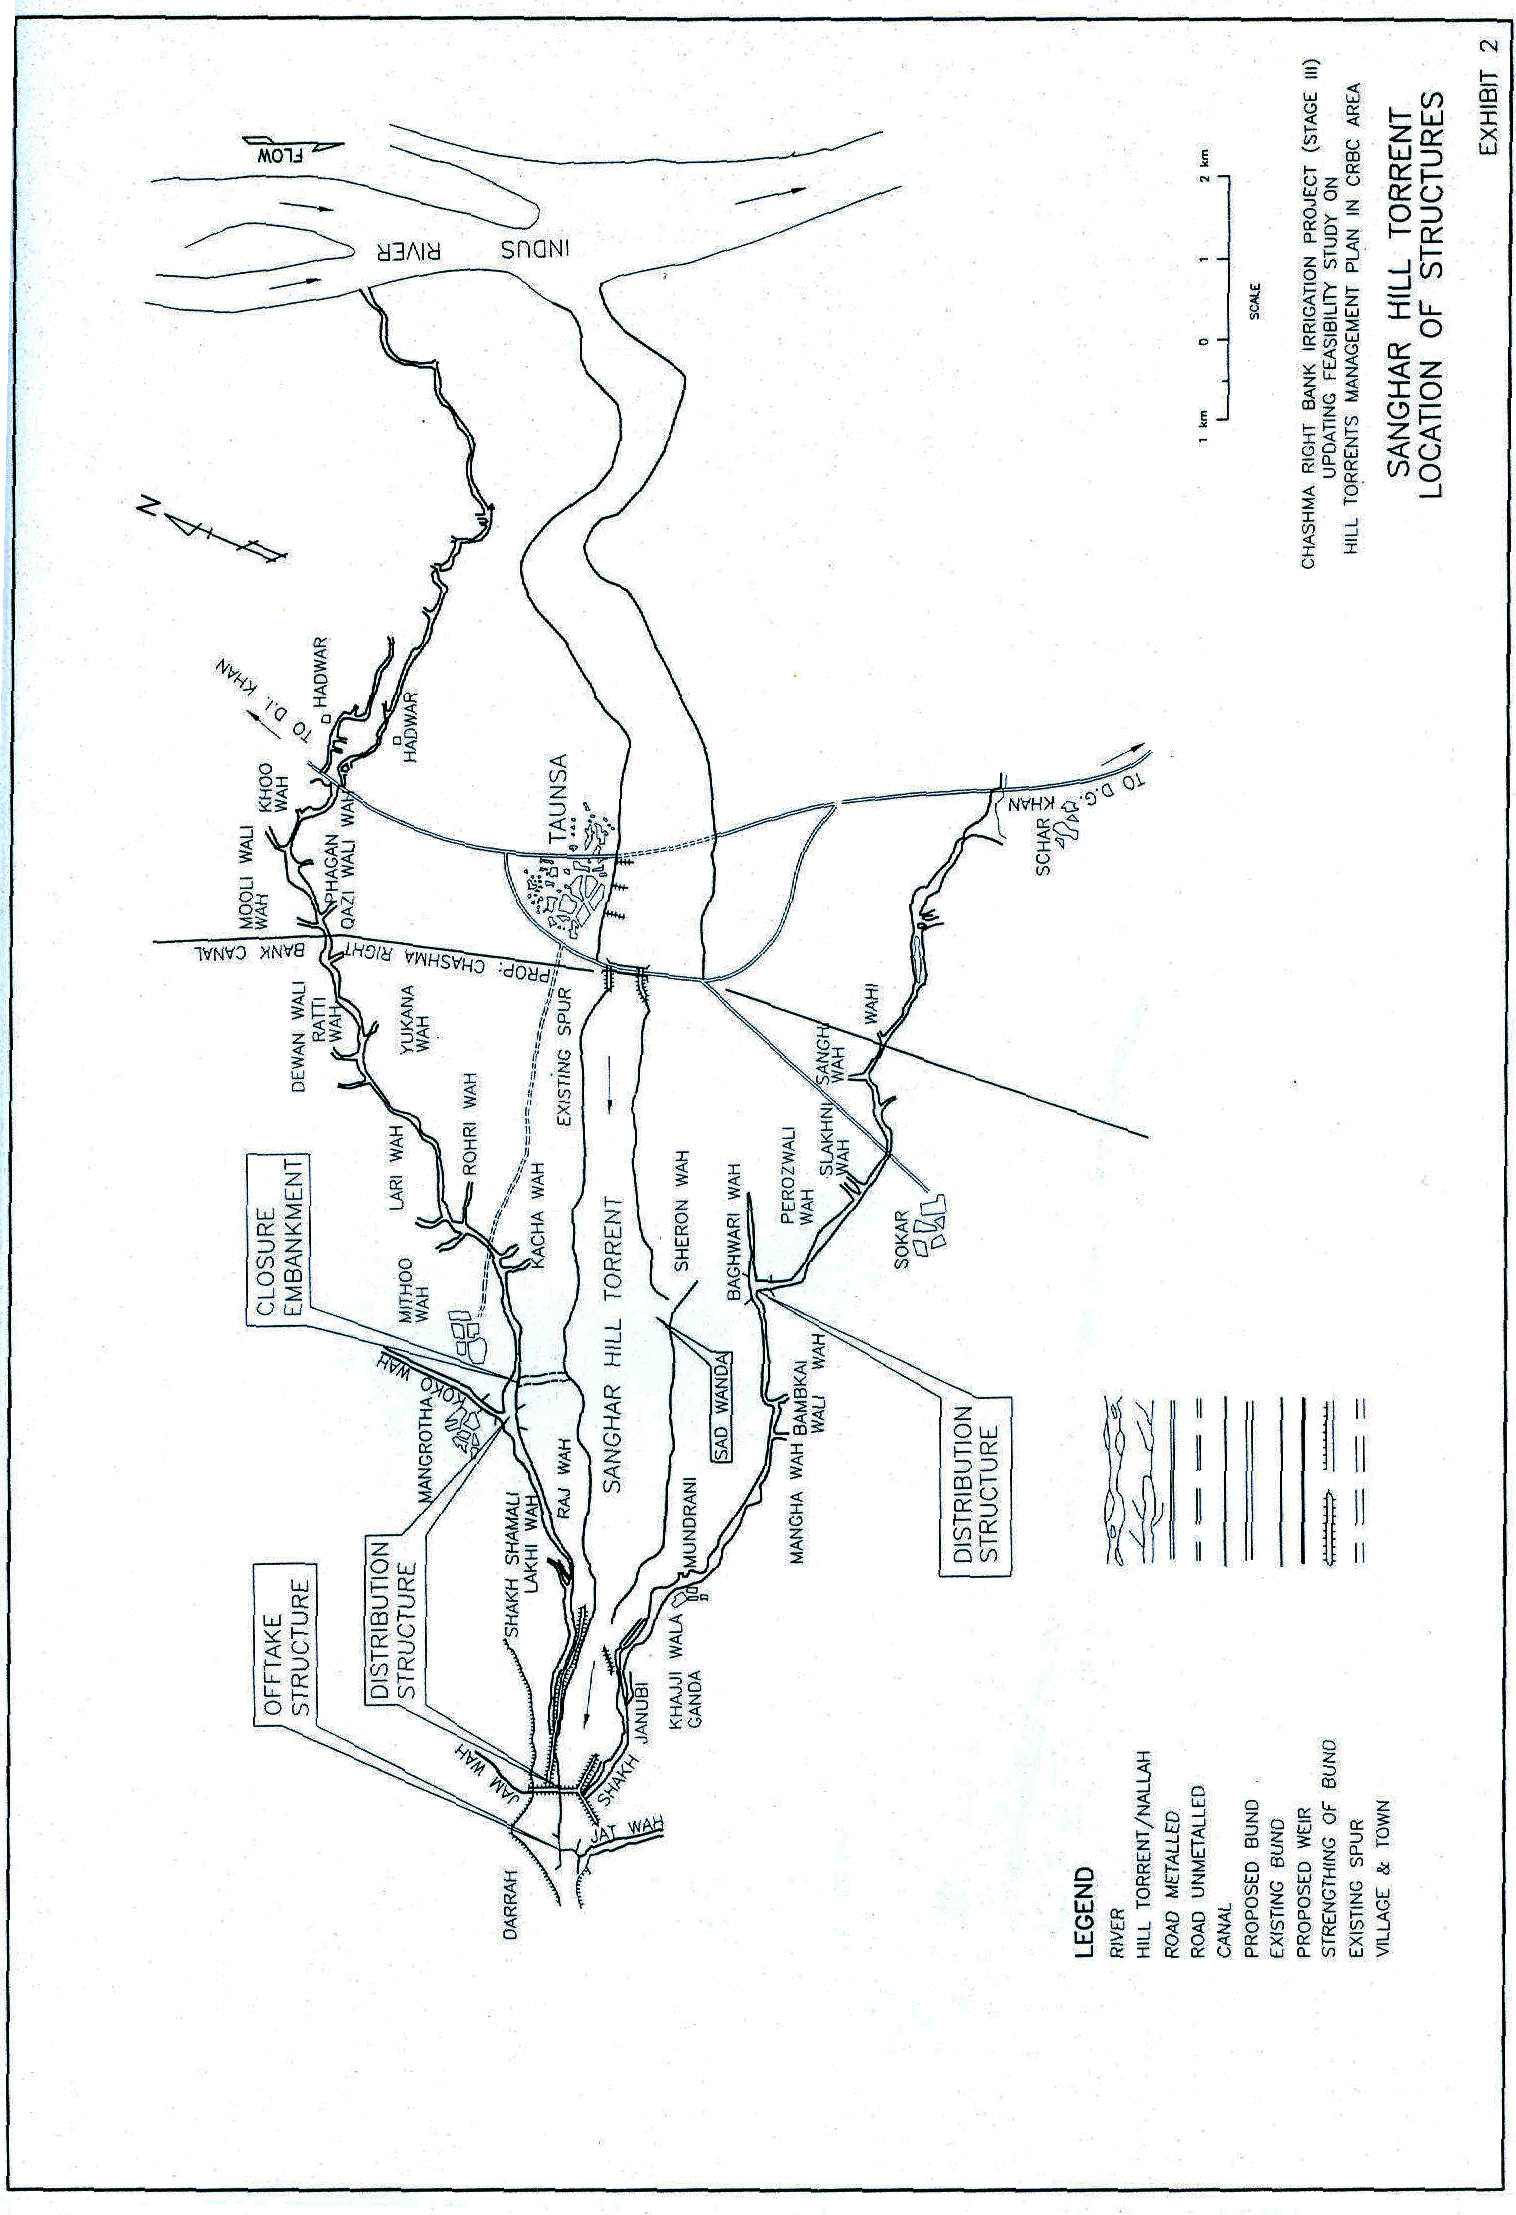 EXHIBIT 2
CHASHMA RIGHT BANK IRRIGATION PROJECT (STAGE III)
UPDATING FEASIBILITY STUDY ON
HILL TORRENTS MANAGEMENT PLAN IN CRBC AREA
SANGHAR HILL TORRENT
LOCATION OF STRUCTURES
1 km 0 1 2 km
SCALE
FLOW
INDUS RIVER
N
TO D.I. KHAN
HADWAR
HADWAR
KHOO
WAH
MOOLI WALI
WAH
PHAGAN
QAZI WALI WAH
TAUNSA
PROP: CHASHMA RIGHT BANK CANAL
DEWAN WALI
RATTI
WAH
YUKANA
WAH
EXISTING SPUR
LARI WAH
ROHRI WAH
KACHA WAH
MITHOO
WAH
CLOSURE
EMBANKMENT
KOKO WAH
MANGROTHA
RAJ WAH
SHAKH SHAMALI
LAKHI WAH
OFFTAKE
STRUCTURE
DISTRIBUTION
STRUCTURE
JAM WAH
DARRAH
JAT WAH
SHAKH JANUBI
KHAJJI WALA
GANDA
MUNDRANI
SANGHAR HILL TORRENT
SAD WANDA
SHERON WAH
BAGHWARI WAH
MANGHA WAH
BAMBKAI
WALI WAH
DISTRIBUTION
STRUCTURE
PEROZWALI
WAH
SLAKHNI
WAH
SANGHI
WAH
WAHI
SOKAR
SCHAR
TO D.G. KHAN
LEGEND
RIVER
HILL TORRENT/NALLAH
ROAD METALLED
ROAD UNMETALLED
CANAL
PROPOSED BUND
EXISTING BUND
PROPOSED WEIR
STRENGTHING OF BUND
EXISTING SPUR
VILLAGE & TOWN